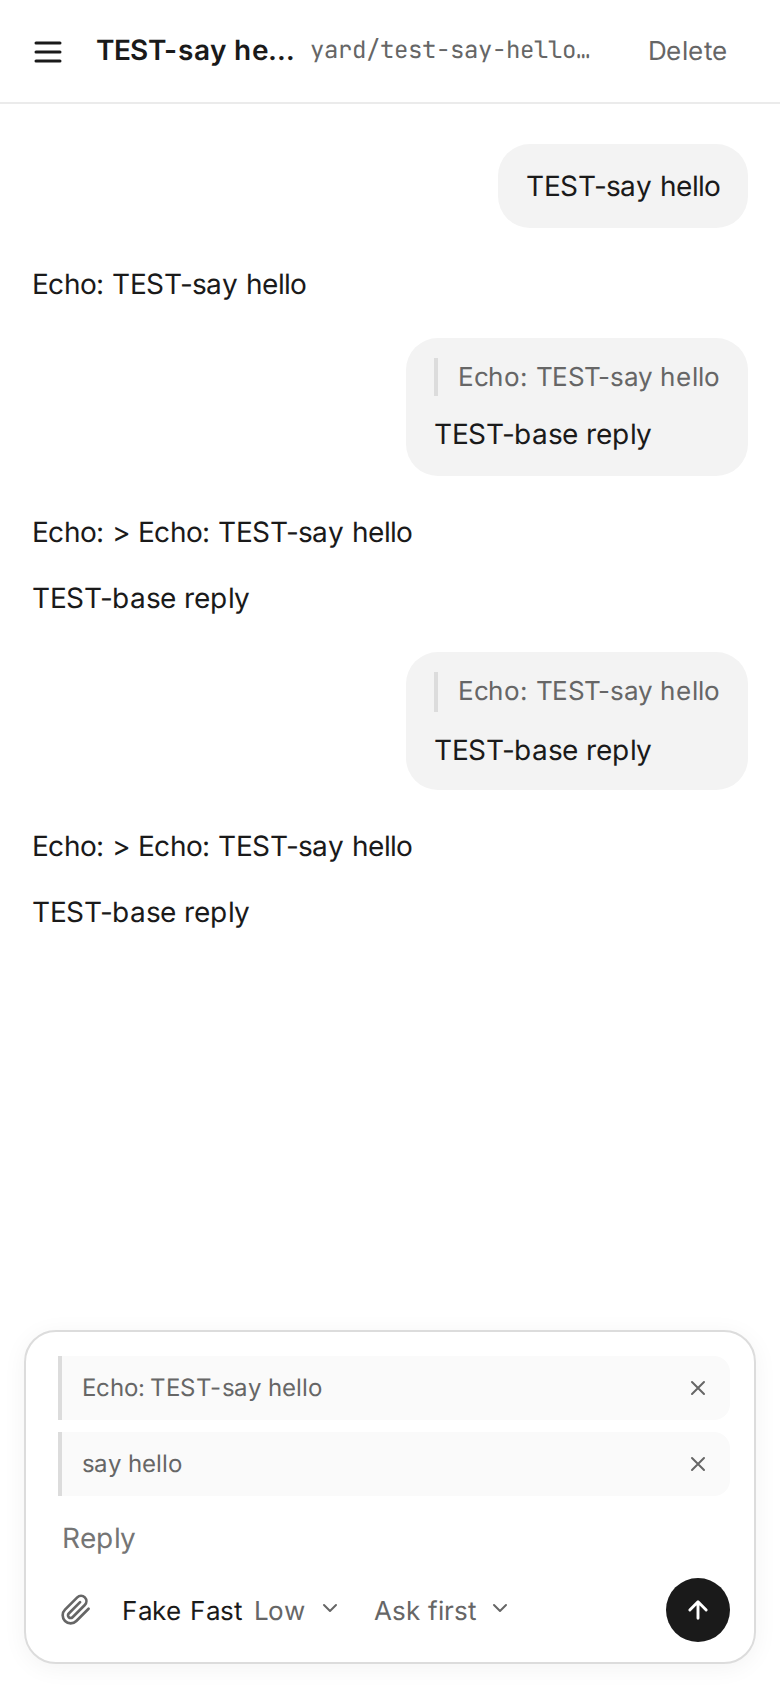 TEST-say he... yard/test-say-hello… Delete
TEST-say hello
Echo: TEST-say hello
Echo: TEST-say hello
TEST-base reply
Echo: > Echo: TEST-say hello
TEST-base reply
Echo: TEST-say hello
TEST-base reply
Echo: > Echo: TEST-say hello
TEST-base reply
Echo: TEST-say hello
say hello
Reply
Fake Fast Low Ask first